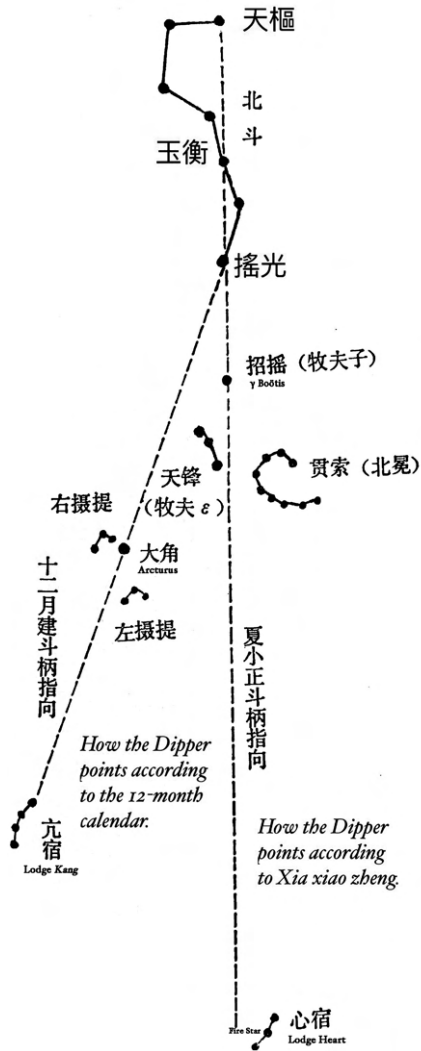 天樞
北斗
玉衡
搖光
招摇（牧夫子）
γ Boötis
天锋
（牧夫 ε）
贯索（北冕）
右摄提
大角
Arcturus
左摄提
十二月建斗柄指向
夏小正斗柄指向
How the Dipper
points according
to the 12-month
calendar.
How the Dipper
points according
to Xia xiao zheng.
亢宿
Lodge Kang
Fire Star
心宿
Lodge Heart